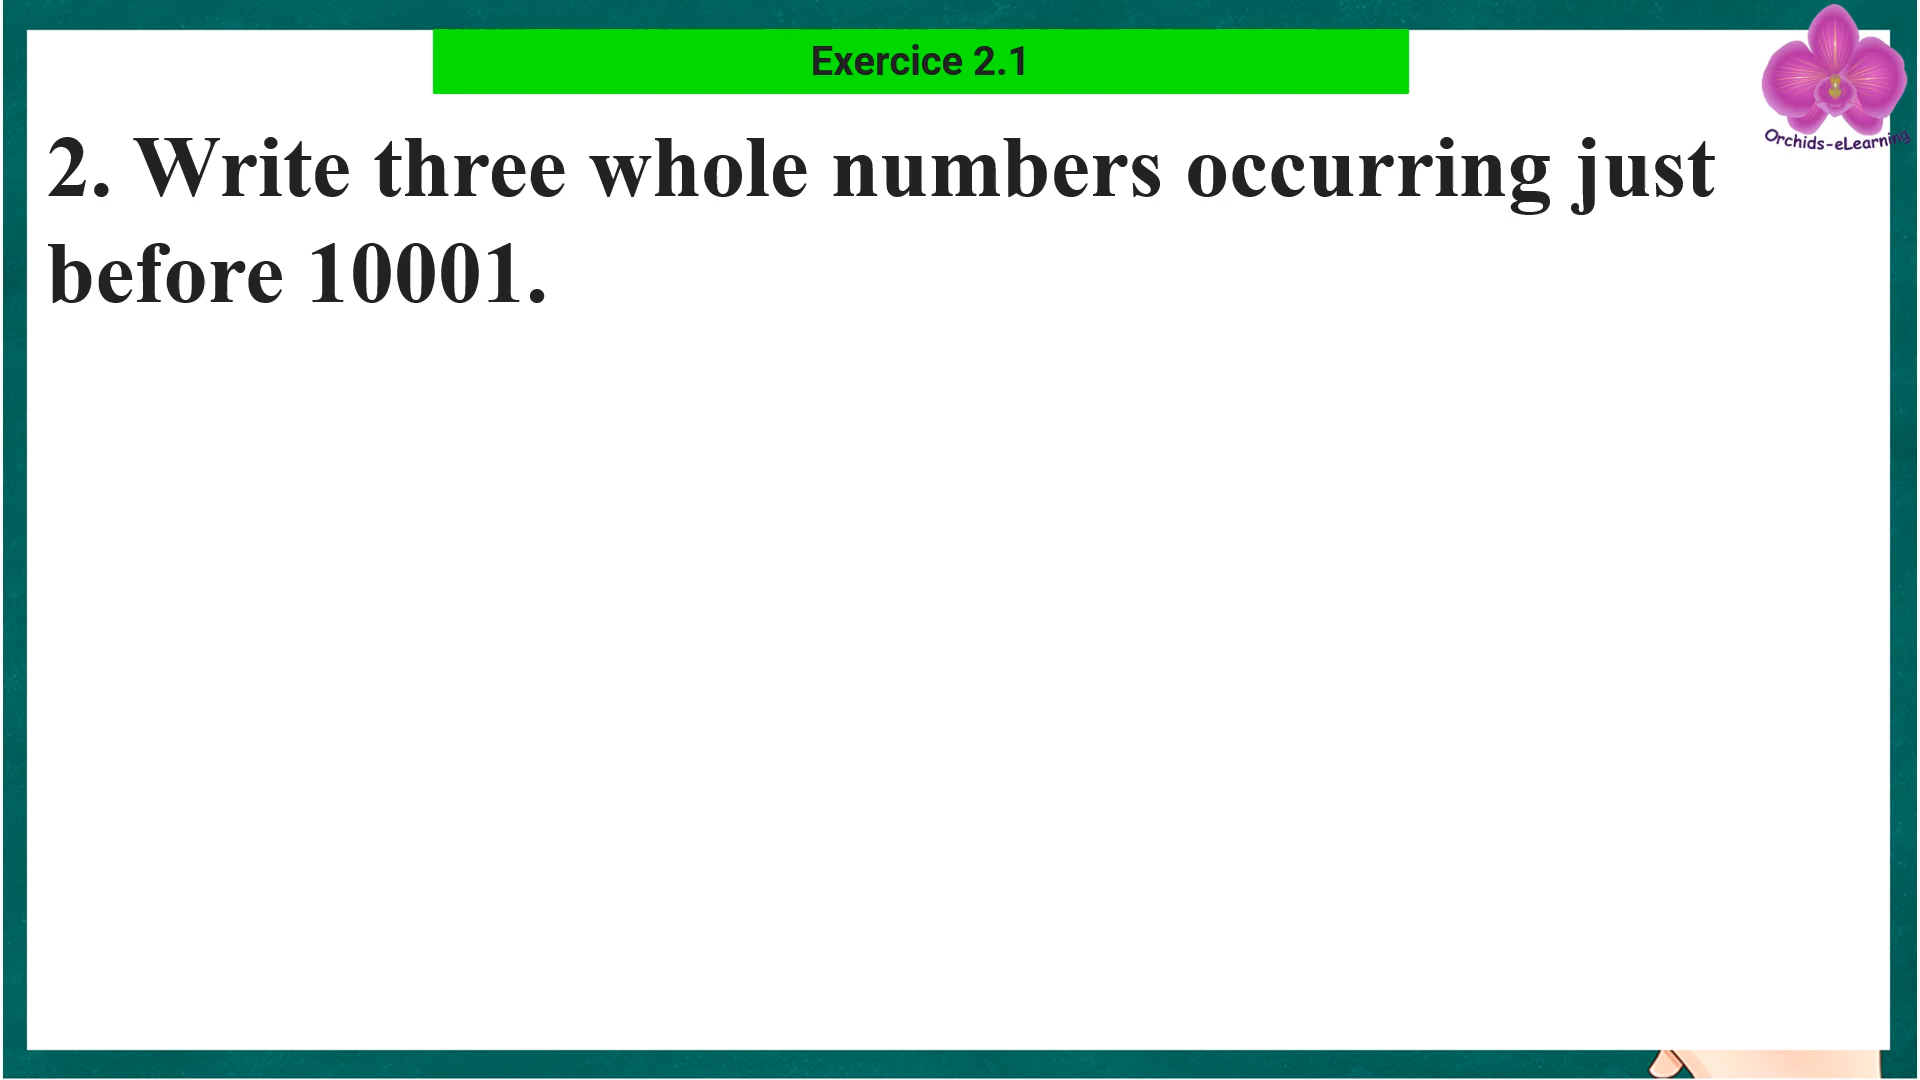 Exercice 2.1
Orchids-eLearning
2. Write three whole numbers occurring just
before 10001.